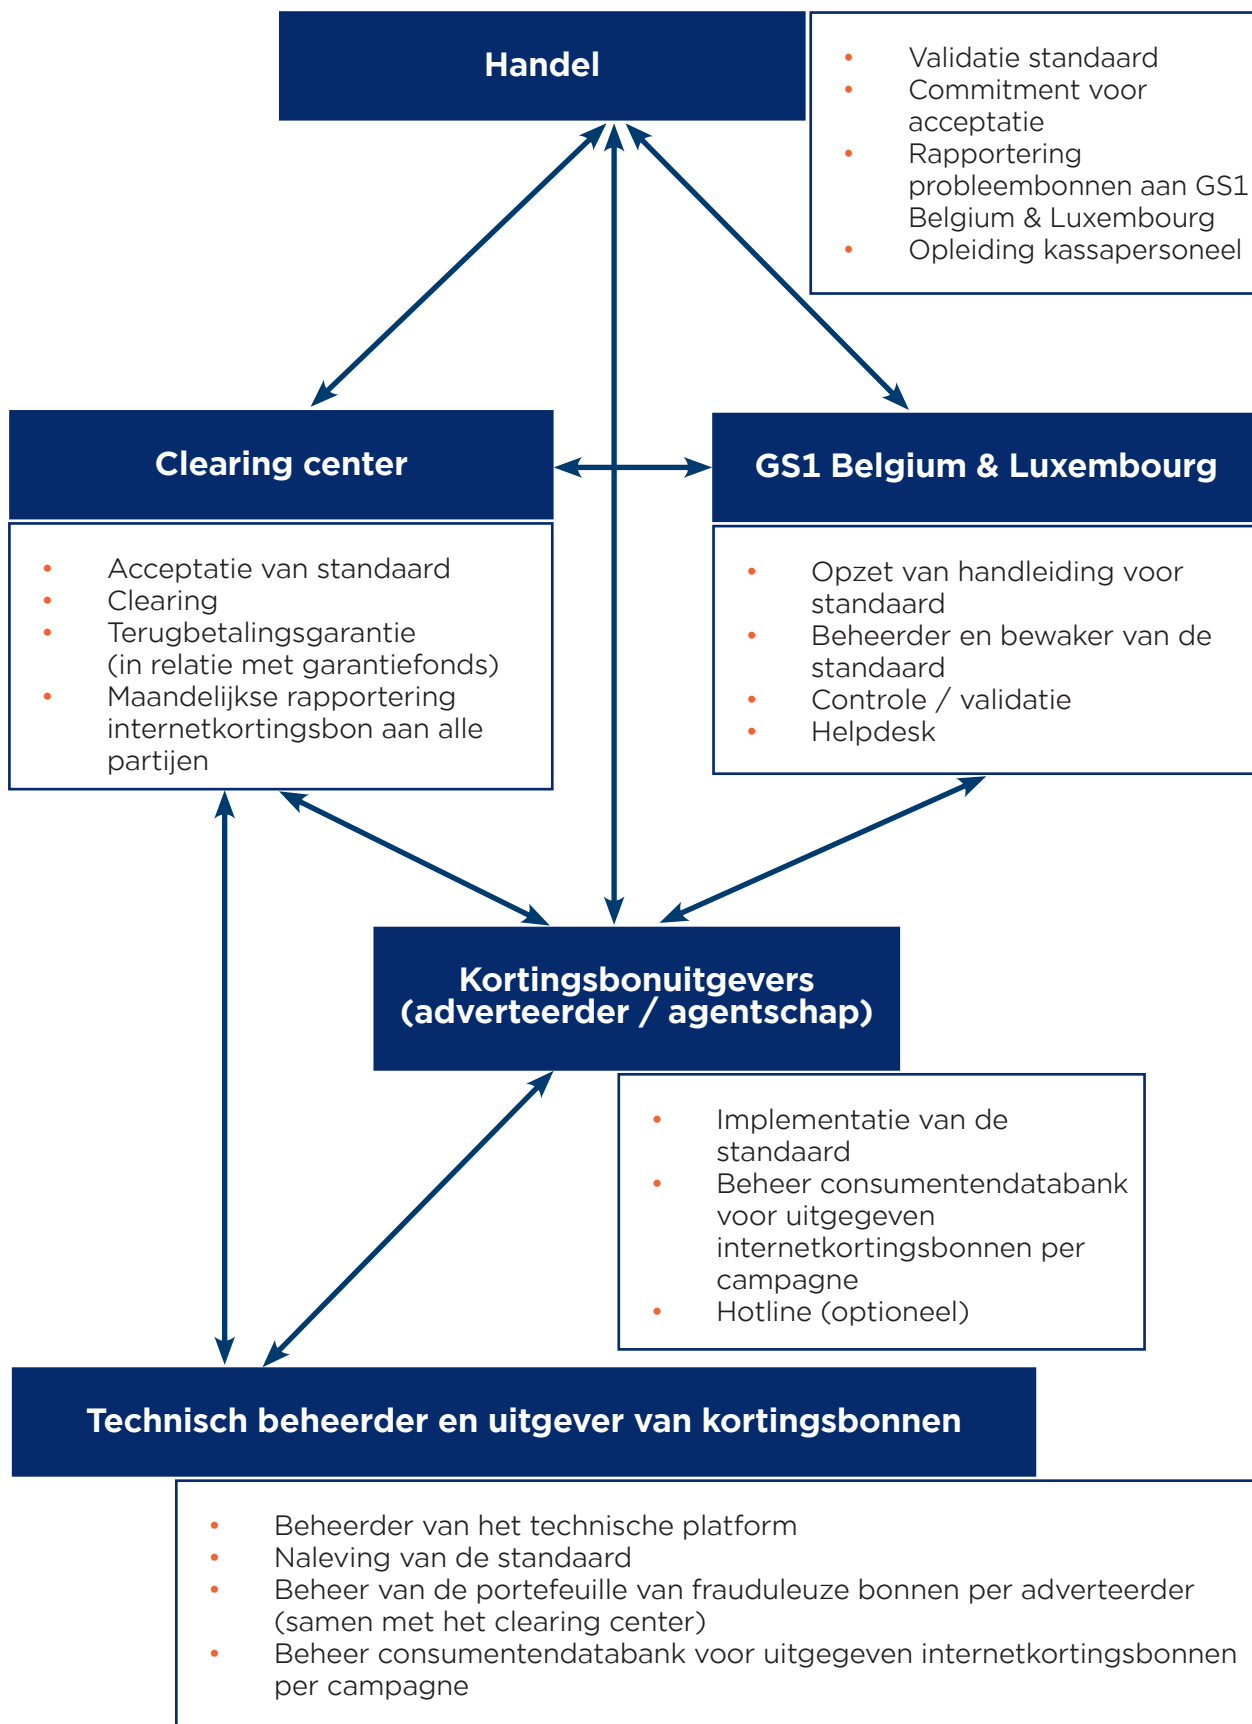 Handel
• Validatie standaard
• Commitment voor
acceptatie
• Rapportering
probleembonnen aan GS1
Belgium & Luxembourg
• Opleiding kassapersoneel
Clearing center
• Acceptatie van standaard
• Clearing
• Terugbetalingsgarantie
(in relatie met garantiefonds)
• Maandelijkse rapportering
internetkortingsbon aan alle
partijen
GS1 Belgium & Luxembourg
• Opzet van handleiding voor
standaard
• Beheerder en bewaker van de
standaard
• Controle / validatie
• Helpdesk
Kortingsbonuitgevers
(adverteerder / agentschap)
• Implementatie van de
standaard
• Beheer consumentendatabank
voor uitgegeven
internetkortingsbonnen per
campagne
• Hotline (optioneel)
Technisch beheerder en uitgever van kortingsbonnen
• Beheerder van het technische platform
• Naleving van de standaard
• Beheer van de portefeuille van frauduleuze bonnen per adverteerder
(samen met het clearing center)
• Beheer consumentendatabank voor uitgegeven internetkortingsbonnen
per campagne